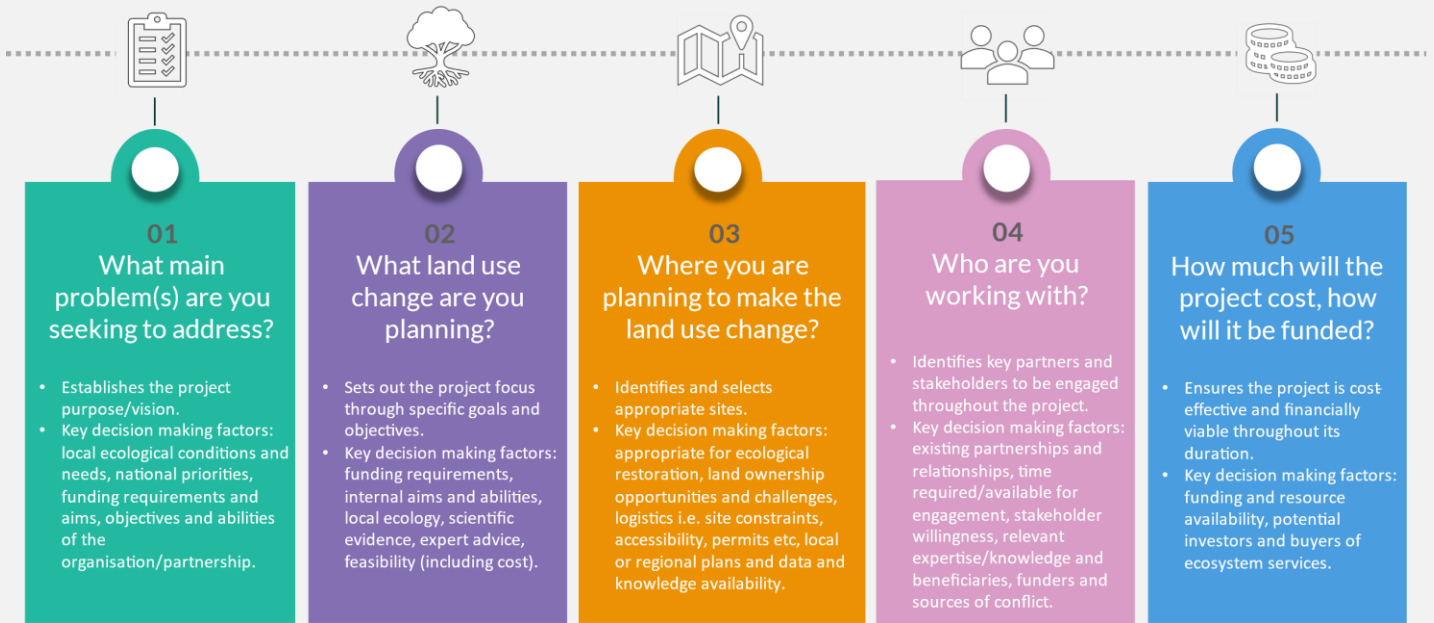 01
What main
problem(s) are you
seeking to address?
• Establishes the project
purpose/vision.
• Key decision making factors:
local ecological conditions and
needs, national priorities,
funding requirements and
aims, objectives and abilities
of the
organisation/partnership.
02
What land use
change are you
planning?
• Sets out the project focus
through specific goals and
objectives.
• Key decision making factors:
funding requirements,
internal aims and abilities,
local ecology, scientific
evidence, expert advice,
feasibility (including cost).
03
Where you are
planning to make the
land use change?
• Identifies and selects
appropriate sites.
• Key decision making factors:
appropriate for ecological
restoration, land ownership
opportunities and challenges,
logistics i.e. site constraints,
accessibility, permits etc, local
or regional plans and data and
knowledge availability.
04
Who are you
working with?
• Identifies key partners and
stakeholders to be engaged
throughout the project.
• Key decision making factors:
existing partnerships and
relationships, time
required/available for
engagement, stakeholder
willingness, relevant
expertise/knowledge and
beneficiaries, funders and
sources of conflict.
05
How much will the
project cost, how
will it be funded?
• Ensures the project is cost-
effective and financially
viable throughout its
duration.
• Key decision making factors:
funding and resource
availability, potential
investors and buyers of
ecosystem services.